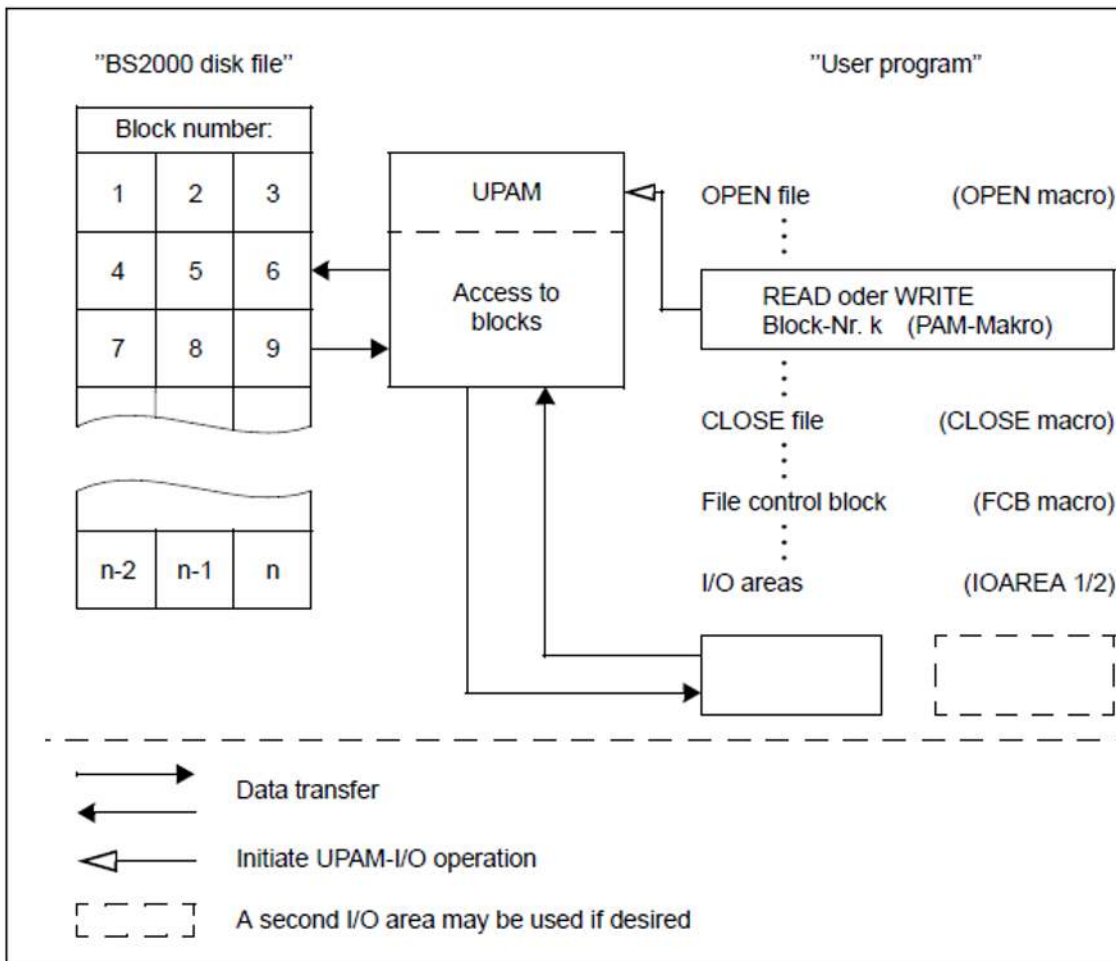 "BS2000 disk file"
"User program"
Block number:
1 2 3
4 5 6
7 8 9
n-2 n-1 n
UPAM
Access to
blocks
OPEN file (OPEN macro)
READ oder WRITE
Block-Nr. k (PAM-Makro)
CLOSE file (CLOSE macro)
File control block (FCB macro)
I/O areas (IOAREA 1/2)
Data transfer
Initiate UPAM-I/O operation
A second I/O area may be used if desired